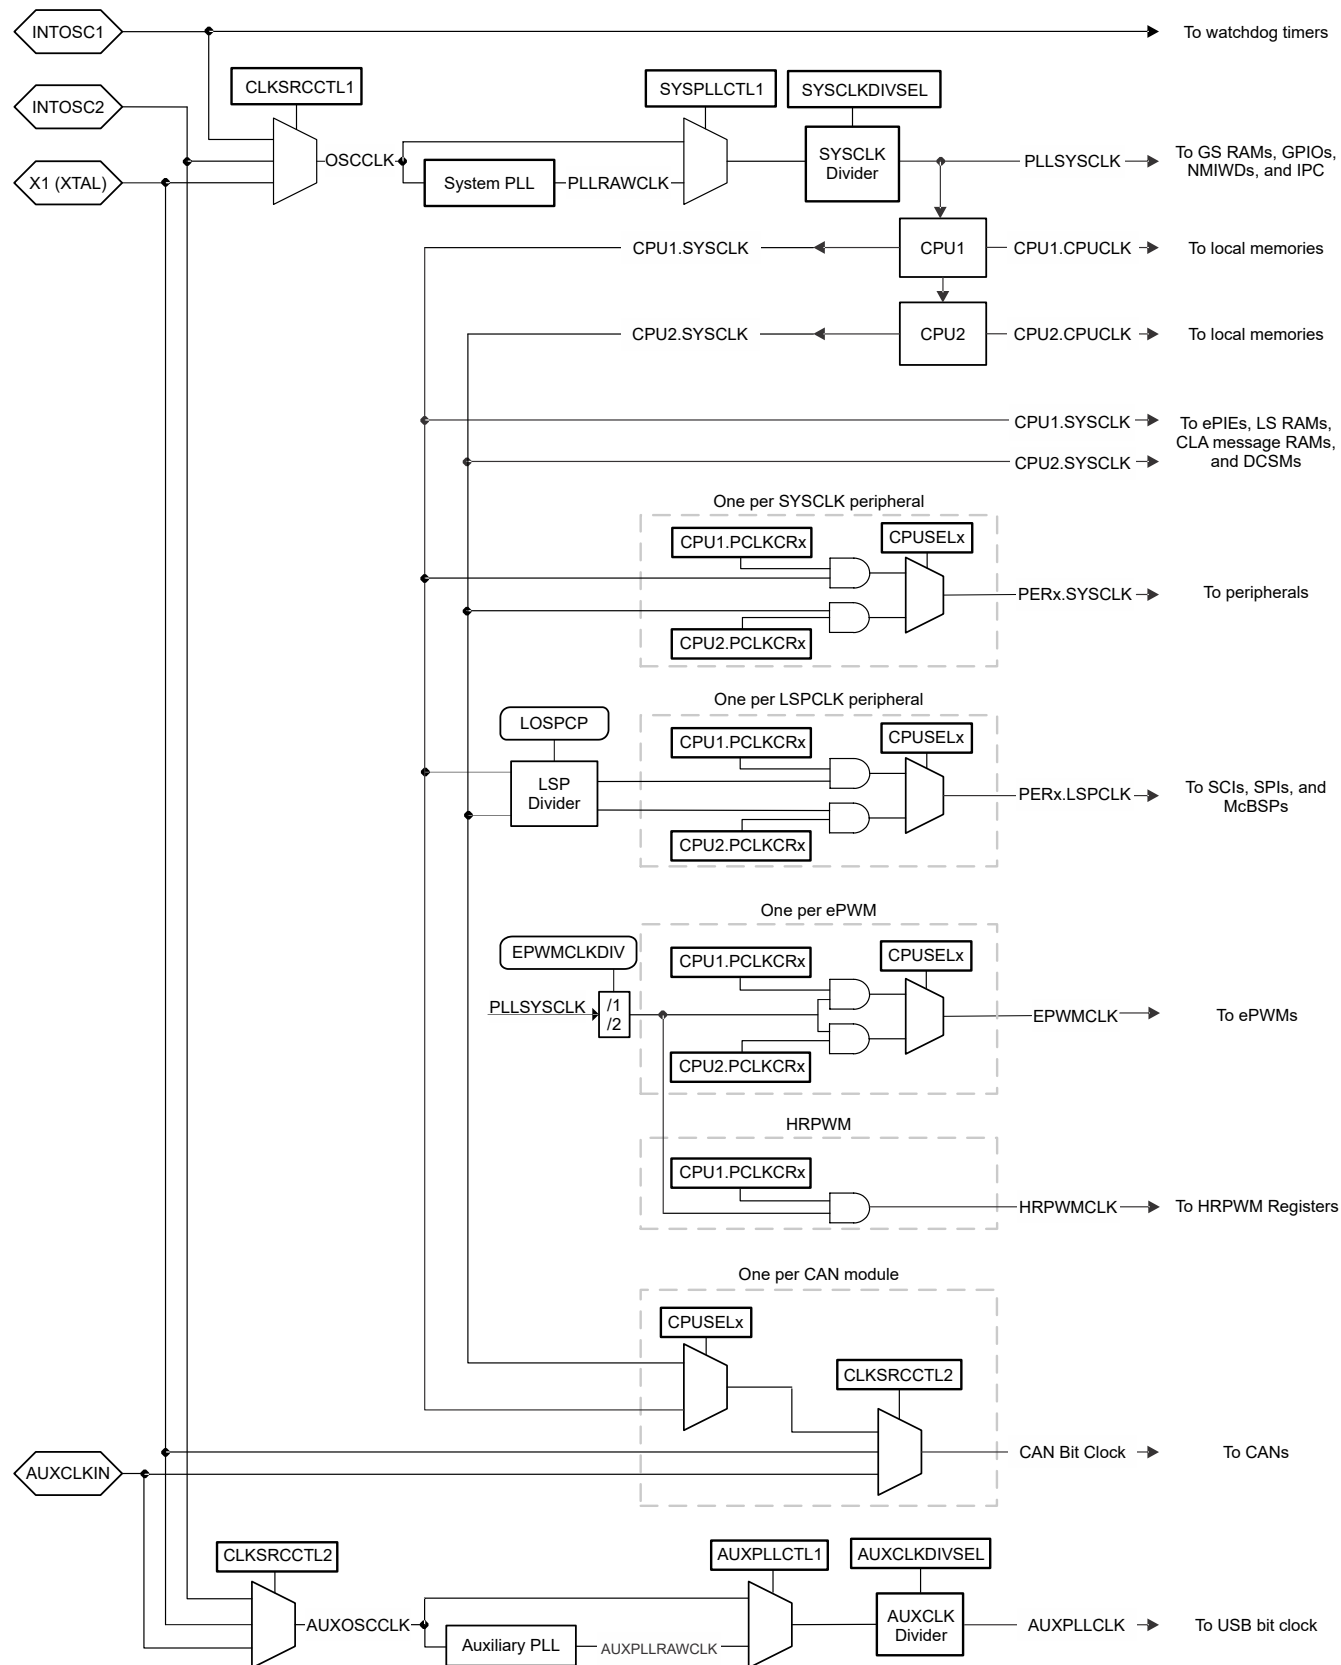 INTOSC1
To watchdog timers
CLKSRCCTL1
SYSPLLCTL1
SYSCLKDIVSEL
INTOSC2
OSCCLK
SYSCLK
Divider
PLLSYSCLK
To GS RAMs, GPIOs,
NMIWDs, and IPC
X1 (XTAL)
System PLL
PLLRAWCLK
CPU1.SYSCLK
CPU1
CPU1.CPUCLK
To local memories
CPU2.SYSCLK
CPU2
CPU2.CPUCLK
To local memories
CPU1.SYSCLK
CPU2.SYSCLK
To ePIEs, LS RAMs,
CLA message RAMs,
and DCSMs
One per SYSCLK peripheral
CPU1.PCLKCRx
CPUSELx
PERx.SYSCLK
To peripherals
CPU2.PCLKCRx
One per LSPCLK peripheral
LOSPCP
CPU1.PCLKCRx
CPUSELx
LSP
Divider
PERx.LSPCLK
To SCIs, SPIs, and
McBSPs
CPU2.PCLKCRx
One per ePWM
EPWMCLKDIV
CPU1.PCLKCRx
CPUSELx
PLLSYSCLK
/1
/2
EPWMCLK
To ePWMs
CPU2.PCLKCRx
HRPWM
CPU1.PCLKCRx
HRPWMCLK
To HRPWM Registers
One per CAN module
CPUSELx
CLKSRCCTL2
CAN Bit Clock
To CANs
AUXCLKIN
CLKSRCCTL2
AUXPLLCTL1
AUXCLKDIVSEL
AUXOSCCLK
AUXCLK
Divider
AUXPLLCLK
To USB bit clock
Auxiliary PLL
AUXPLLRAWCLK